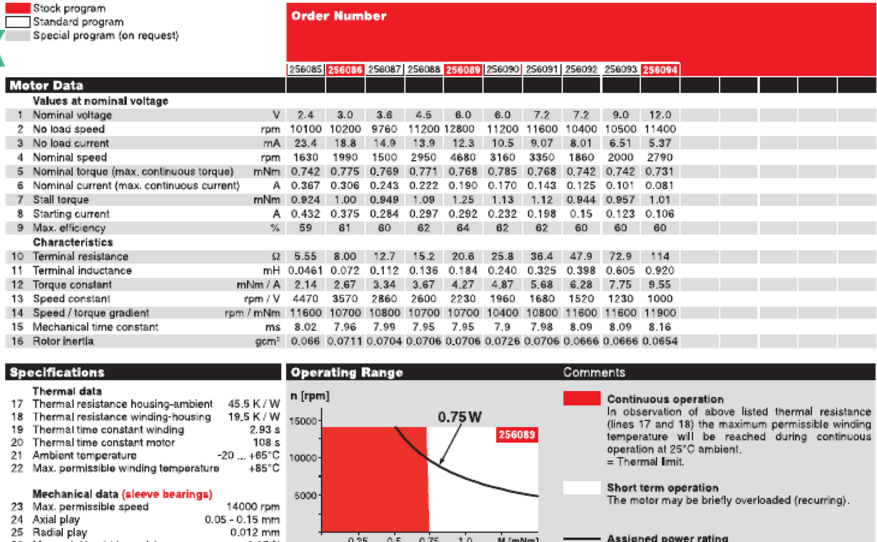 Stock program
Standard program
Special program (on request)
Order Number
256085 256086 256087 256088 256089 256090 256091 256092 256093 256094
Motor Data
Values at nominal voltage
1 Nominal voltage V 2.4 3.0 3.6 4.5 6.0 6.0 7.2 7.2 9.0 12.0
2 No load speed rpm 10100 10200 9760 11200 12800 11200 11600 10400 10500 11400
3 No load current mA 23.4 18.8 14.9 13.9 12.3 10.5 9.07 8.01 6.51 5.37
4 Nominal speed rpm 1630 1990 1500 2950 4680 3160 3350 1860 2000 2790
5 Nominal torque (max. continuous torque) mNm 0.742 0.775 0.769 0.771 0.768 0.785 0.768 0.742 0.742 0.731
6 Nominal current (max. continuous current) A 0.367 0.306 0.243 0.222 0.190 0.170 0.143 0.125 0.101 0.081
7 Stall torque mNm 0.924 1.00 0.949 1.09 1.25 1.13 1.12 0.944 0.957 1.01
8 Starting current A 0.432 0.375 0.284 0.297 0.292 0.232 0.198 0.15 0.123 0.106
9 Max. efficiency % 59 61 60 62 64 62 62 60 60 60
Characteristics
10 Terminal resistance Ω 5.55 8.00 12.7 15.2 20.6 25.8 36.4 47.9 72.9 114
11 Terminal inductance mH 0.0461 0.072 0.112 0.136 0.184 0.240 0.325 0.398 0.605 0.920
12 Torque constant mNm / A 2.14 2.67 3.34 3.67 4.27 4.87 5.68 6.28 7.75 9.55
13 Speed constant rpm / V 4470 3570 2860 2600 2230 1960 1680 1520 1230 1000
14 Speed / torque gradient rpm / mNm 11600 10700 10800 10700 10700 10400 10800 11600 11600 11900
15 Mechanical time constant ms 8.02 7.96 7.99 7.95 7.95 7.9 7.98 8.09 8.09 8.16
16 Rotor inertia gcm² 0.066 0.0711 0.0704 0.0706 0.0706 0.0726 0.0706 0.0666 0.0666 0.0654
Specifications
Thermal data
17 Thermal resistance housing-ambient 45.5 K / W
18 Thermal resistance winding-housing 19.5 K / W
19 Thermal time constant winding 2.93 s
20 Thermal time constant motor 108 s
21 Ambient temperature -20 ... +65°C
22 Max. permissible winding temperature +85°C
Mechanical data (sleeve bearings)
23 Max. permissible speed 14000 rpm
24 Axial play 0.05 - 0.15 mm
25 Radial play 0.012 mm
Operating Range
n [rpm]
15000
10000
5000
0.75 W
256089
0.25 0.5 0.75 1.0 M [mNm]
Comments
Continuous operation
In observation of above listed thermal resistance
(lines 17 and 18) the maximum permissible winding
temperature will be reached during continuous
operation at 25°C ambient.
= Thermal limit.
Short term operation
The motor may be briefly overloaded (recurring).
Assigned power rating